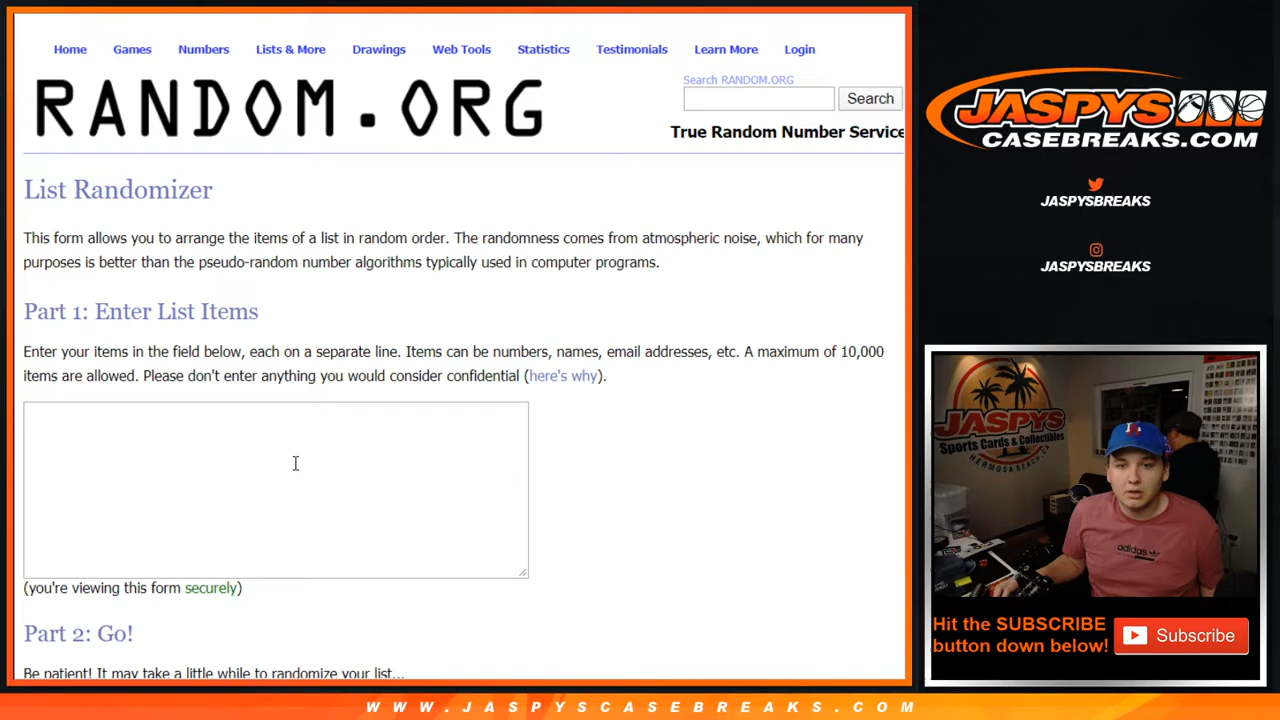 Home Games Numbers Lists & More Drawings Web Tools Statistics Testimonials Learn More Login
RANDOM.ORG
Search RANDOM.ORG
Search
True Random Number Service
List Randomizer
This form allows you to arrange the items of a list in random order. The randomness comes from atmospheric noise, which for many
purposes is better than the pseudo-random number algorithms typically used in computer programs.
Part 1: Enter List Items
Enter your items in the field below, each on a separate line. Items can be numbers, names, email addresses, etc. A maximum of 10,000
items are allowed. Please don't enter anything you would consider confidential (here's why).
(you're viewing this form securely)
Part 2: Go!
Be patient! It may take a little while to randomize your list...
JASPYS
CASEBREAKS.COM
JASPYSBREAKS
JASPYSBREAKS
JASPYS
Sports Cards & Collectibles
HERMOSA BEACH, CA
adidas
Hit the SUBSCRIBE
button down below!
Subscribe
WWW.JASPYSCASEBREAKS.COM